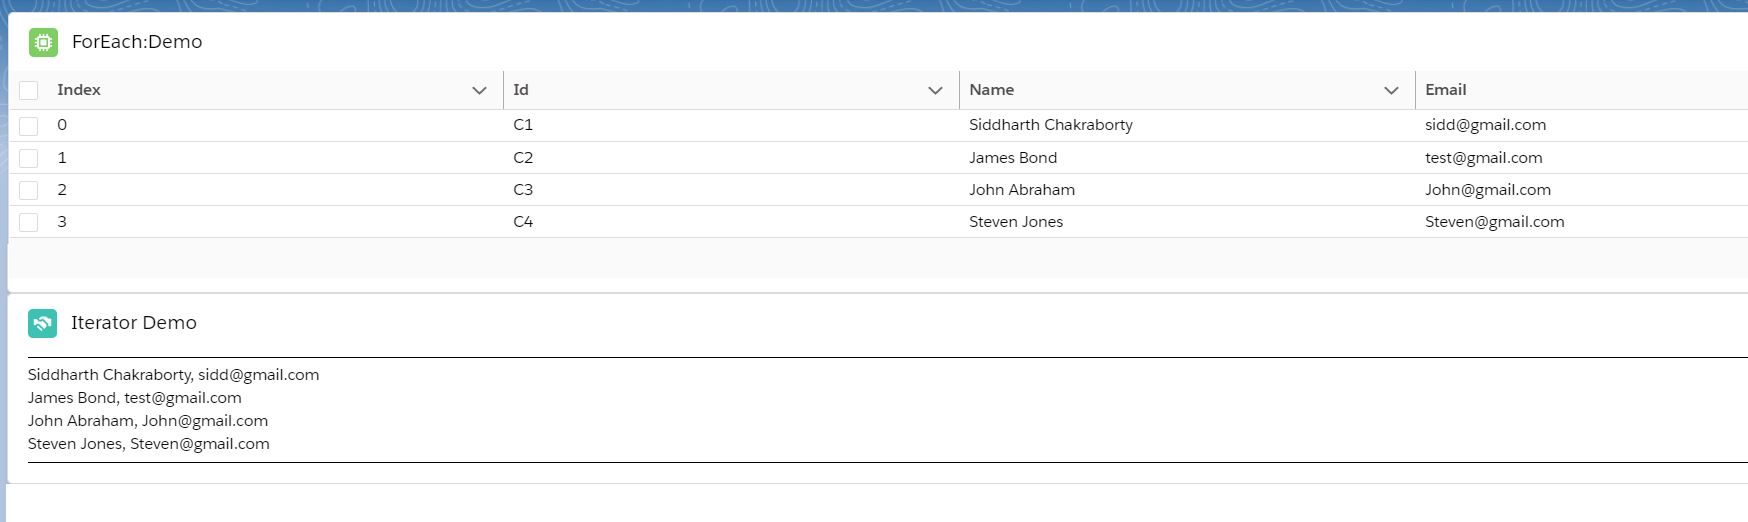 ForEach:Demo
Index Id Name Email
0 C1 Siddharth Chakraborty sidd@gmail.com
1 C2 James Bond test@gmail.com
2 C3 John Abraham John@gmail.com
3 C4 Steven Jones Steven@gmail.com
Iterator Demo
Siddharth Chakraborty, sidd@gmail.com
James Bond, test@gmail.com
John Abraham, John@gmail.com
Steven Jones, Steven@gmail.com